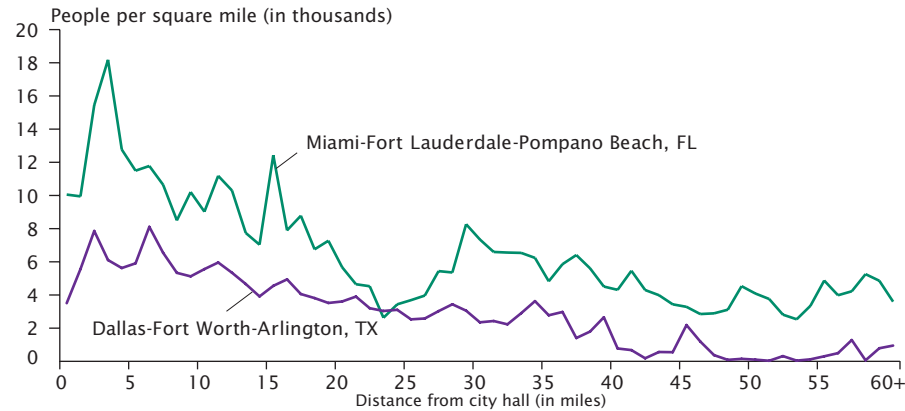 People per square mile (in thousands)
20
18
16
14
12
10
8
6
4
2
0
Miami-Fort Lauderdale-Pompano Beach, FL
Dallas-Fort Worth-Arlington, TX
0 5 10 15 20 25 30 35 40 45 50 55 60+
Distance from city hall (in miles)